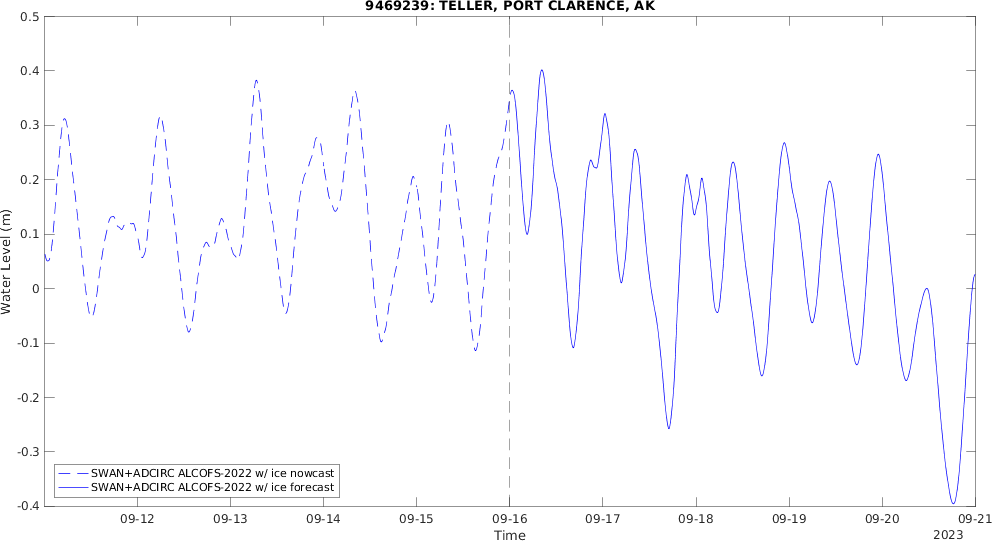 9469239: TELLER, PORT CLARENCE, AK
0.5
0.4
0.3
0.2
0.1
0
-0.1
-0.2
-0.3
-0.4
Water Level (m)
SWAN+ADCIRC ALCOFS-2022 w/ ice nowcast
SWAN+ADCIRC ALCOFS-2022 w/ ice forecast
09-12 09-13 09-14 09-15 09-16 09-17 09-18 09-19 09-20 09-21
Time
2023